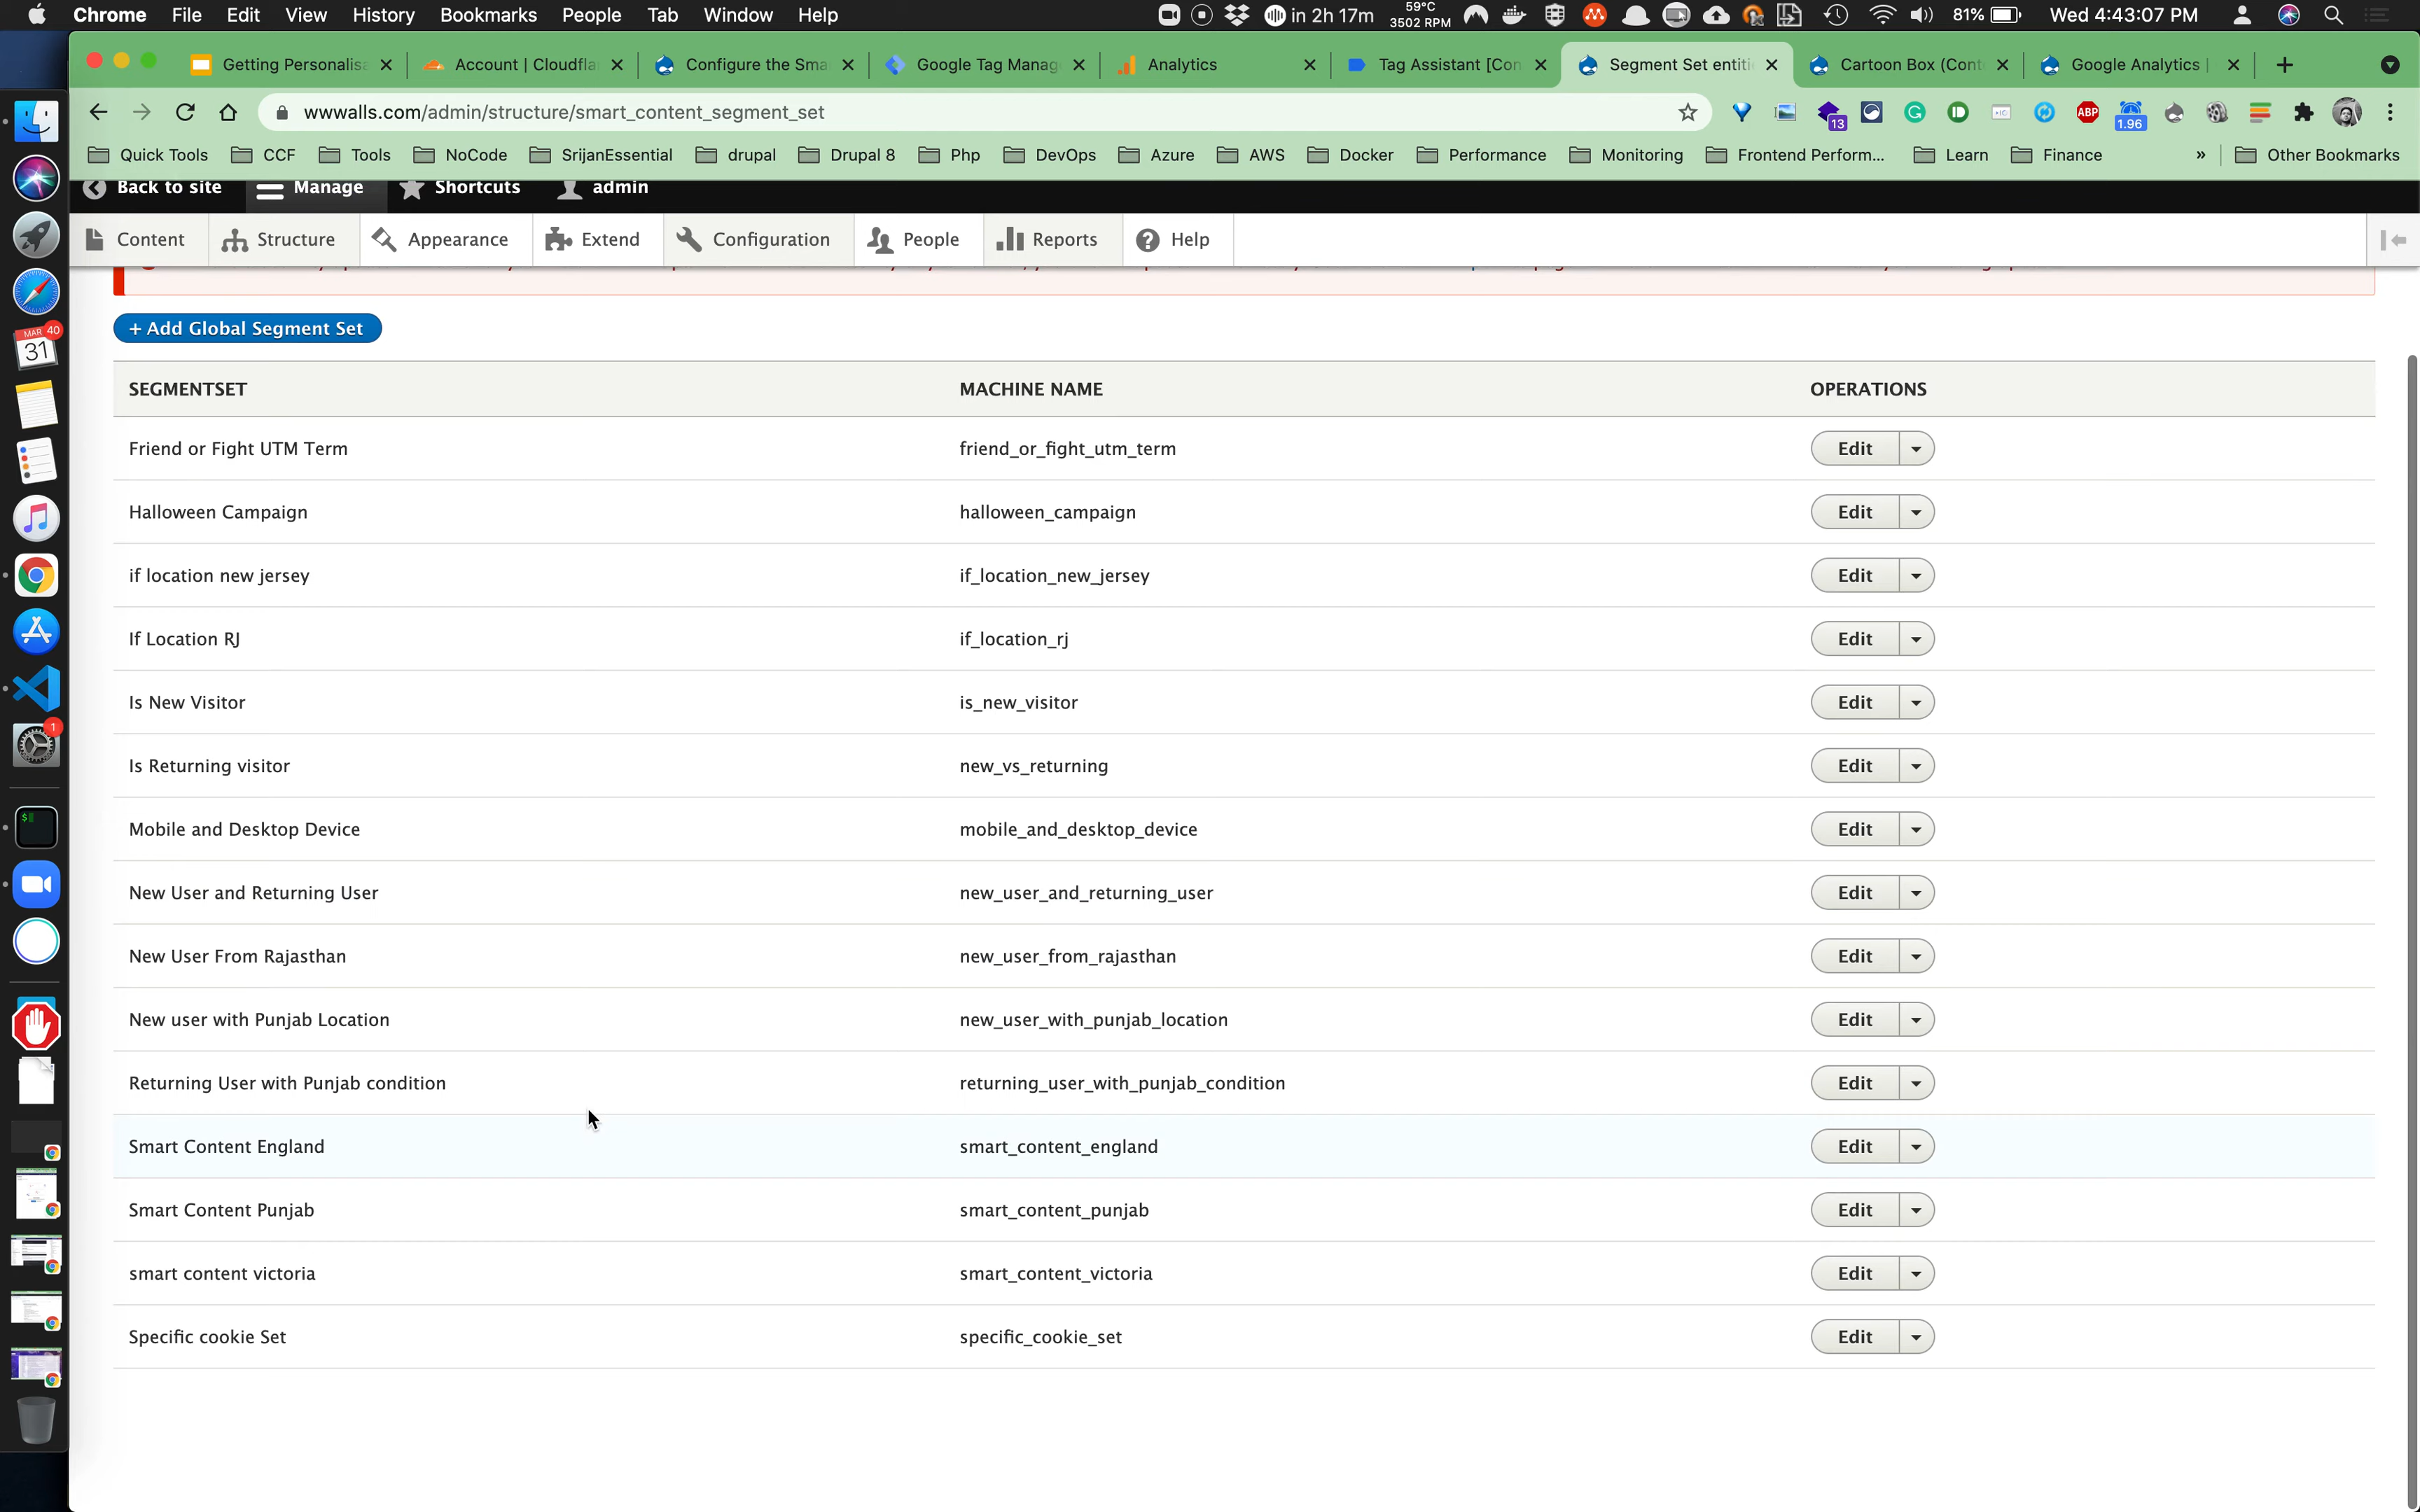 Chrome File Edit View History Bookmarks People Tab Window Help in 2h 17m 59°C 3502 RPM 81% Wed 4:43:07 PM
Getting Personalisa Account | Cloudfla Configure the Sma Google Tag Manag Analytics Tag Assistant [Con Segment Set entiti Cartoon Box (Cont Google Analytics |
wwwalls.com/admin/structure/smart_content_segment_set 13 ABP 1.96
Quick Tools CCF Tools NoCode SrijanEssential drupal Drupal 8 Php DevOps Azure AWS Docker Performance Monitoring Frontend Perform... Learn Finance » Other Bookmarks
Back to site Manage Shortcuts admin
Content Structure Appearance Extend Configuration People Reports Help
+ Add Global Segment Set
SEGMENTSET MACHINE NAME OPERATIONS
Friend or Fight UTM Term friend_or_fight_utm_term Edit
Halloween Campaign halloween_campaign Edit
if location new jersey if_location_new_jersey Edit
If Location RJ if_location_rj Edit
Is New Visitor is_new_visitor Edit
Is Returning visitor new_vs_returning Edit
Mobile and Desktop Device mobile_and_desktop_device Edit
New User and Returning User new_user_and_returning_user Edit
New User From Rajasthan new_user_from_rajasthan Edit
New user with Punjab Location new_user_with_punjab_location Edit
Returning User with Punjab condition returning_user_with_punjab_condition Edit
Smart Content England smart_content_england Edit
Smart Content Punjab smart_content_punjab Edit
smart content victoria smart_content_victoria Edit
Specific cookie Set specific_cookie_set Edit
MAR 40
31
1